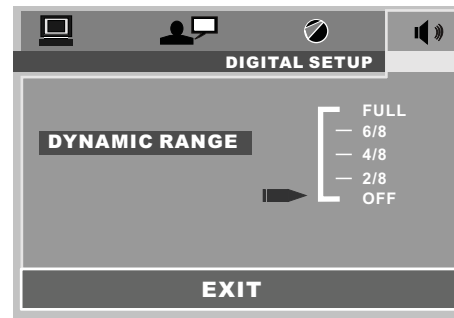 DIGITAL SETUP
DYNAMIC RANGE
FULL
6/8
4/8
2/8
OFF
EXIT